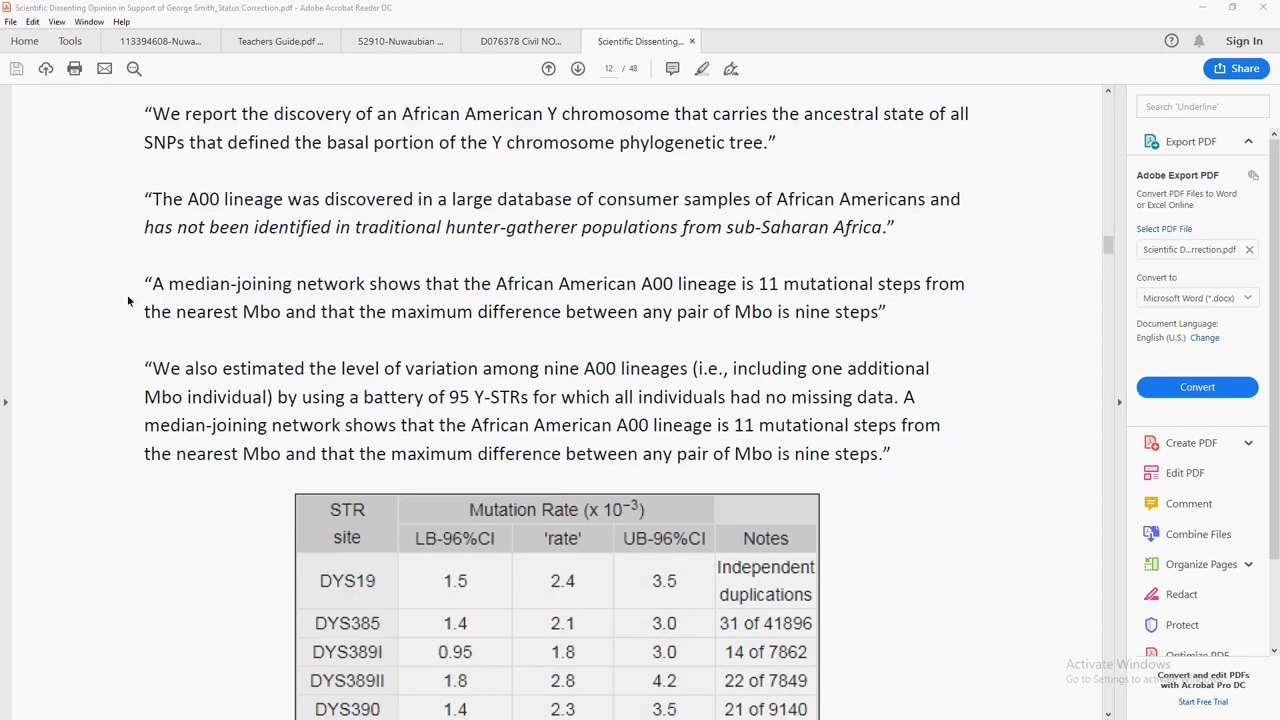 Scientific Dissenting Opinion in Support of George Smith_Status Correction.pdf - Adobe Acrobat Reader DC
File Edit View Window Help
Home Tools 113394608-Nuwa... Teachers Guide.pdf ... 52910-Nuwaubian ... D076378 Civil NO... Scientific Dissenting... × Sign In
12 / 48 Share
“We report the discovery of an African American Y chromosome that carries the ancestral state of all
SNPs that defined the basal portion of the Y chromosome phylogenetic tree.”
“The A00 lineage was discovered in a large database of consumer samples of African Americans and
has not been identified in traditional hunter-gatherer populations from sub-Saharan Africa.”
“A median-joining network shows that the African American A00 lineage is 11 mutational steps from
the nearest Mbo and that the maximum difference between any pair of Mbo is nine steps”
“We also estimated the level of variation among nine A00 lineages (i.e., including one additional
Mbo individual) by using a battery of 95 Y-STRs for which all individuals had no missing data. A
median-joining network shows that the African American A00 lineage is 11 mutational steps from
the nearest Mbo and that the maximum difference between any pair of Mbo is nine steps.”
STR site Mutation Rate (x 10⁻³)
LB-96%CI 'rate' UB-96%CI Notes
DYS19 1.5 2.4 3.5 Independent duplications
DYS385 1.4 2.1 3.0 31 of 41896
DYS389I 0.95 1.8 3.0 14 of 7862
DYS389II 1.8 2.8 4.2 22 of 7849
DYS390 1.4 2.3 3.5 21 of 9140
Search 'Underline'
Export PDF
Adobe Export PDF
Convert PDF Files to Word
or Excel Online
Select PDF File
Scientific D...rrection.pdf
Convert to
Microsoft Word (*.docx)
Document Language:
English (U.S.) Change
Convert
Create PDF
Edit PDF
Comment
Combine Files
Organize Pages
Redact
Protect
Optimize PDF
Activate Windows
Go to Settings to activate
Convert and edit PDFs
with Acrobat Pro DC
Start Free Trial